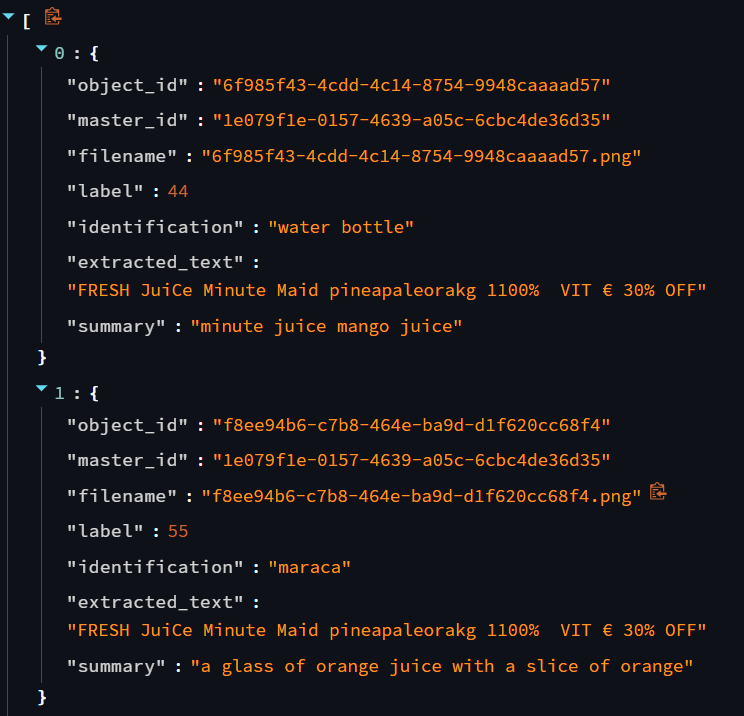 [
0 : {
"object_id" : "6f985f43-4cdd-4c14-8754-9948caaaad57"
"master_id" : "1e079f1e-0157-4639-a05c-6cbc4de36d35"
"filename" : "6f985f43-4cdd-4c14-8754-9948caaaad57.png"
"label" : 44
"identification" : "water bottle"
"extracted_text" :
"FRESH JuiCe Minute Maid pineapaleorakg 1100%  VIT € 30% OFF"
"summary" : "minute juice mango juice"
}
1 : {
"object_id" : "f8ee94b6-c7b8-464e-ba9d-d1f620cc68f4"
"master_id" : "1e079f1e-0157-4639-a05c-6cbc4de36d35"
"filename" : "f8ee94b6-c7b8-464e-ba9d-d1f620cc68f4.png"
"label" : 55
"identification" : "maraca"
"extracted_text" :
"FRESH JuiCe Minute Maid pineapaleorakg 1100%  VIT € 30% OFF"
"summary" : "a glass of orange juice with a slice of orange"
}